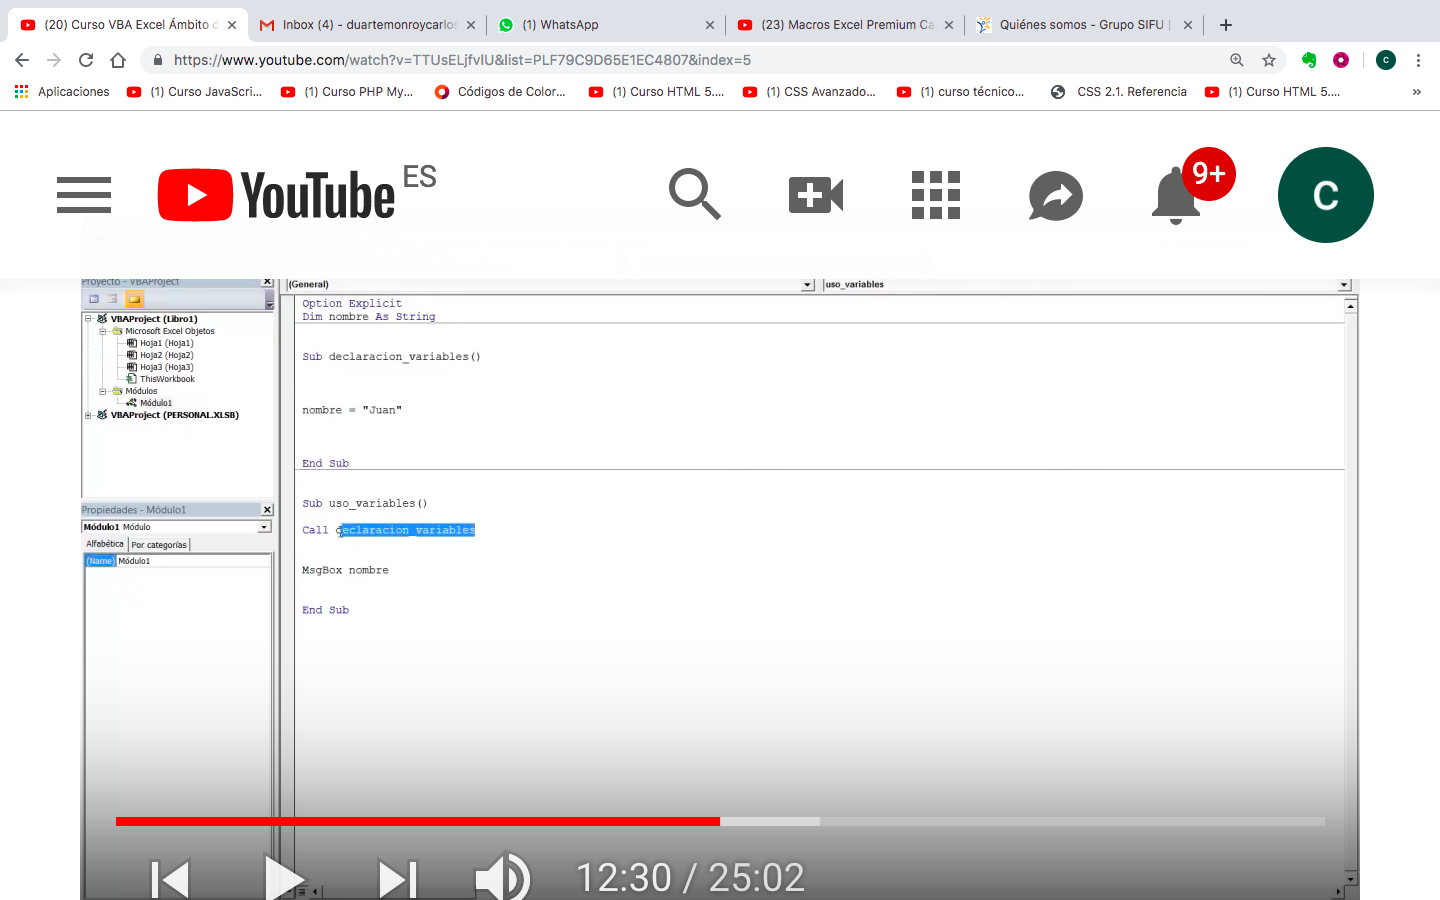 (20) Curso VBA Excel Ámbito d
Inbox (4) - duartemonroycarlos
(1) WhatsApp
(23) Macros Excel Premium Ca
Quiénes somos - Grupo SIFU |
https://www.youtube.com/watch?v=TTUsELjfvlU&list=PLF79C9D65E1EC4807&index=5
C
Aplicaciones
(1) Curso JavaScri...
(1) Curso PHP My...
Códigos de Color...
(1) Curso HTML 5....
(1) CSS Avanzado...
(1) curso técnico...
CSS 2.1. Referencia
(1) Curso HTML 5....
»
YouTube ES
9+
C
Proyecto - VBAProject
VBAProject (Libro1)
Microsoft Excel Objetos
Hoja1 (Hoja1)
Hoja2 (Hoja2)
Hoja3 (Hoja3)
ThisWorkbook
Módulos
Módulo1
VBAProject (PERSONAL.XLSB)
Propiedades - Módulo1
Módulo1 Módulo
Alfabética Por categorías
(Name) Módulo1
(General)
uso_variables
Option Explicit
Dim nombre As String
Sub declaracion_variables()
nombre = "Juan"
End Sub
Sub uso_variables()
Call declaracion_variables
MsgBox nombre
End Sub
12:30 / 25:02